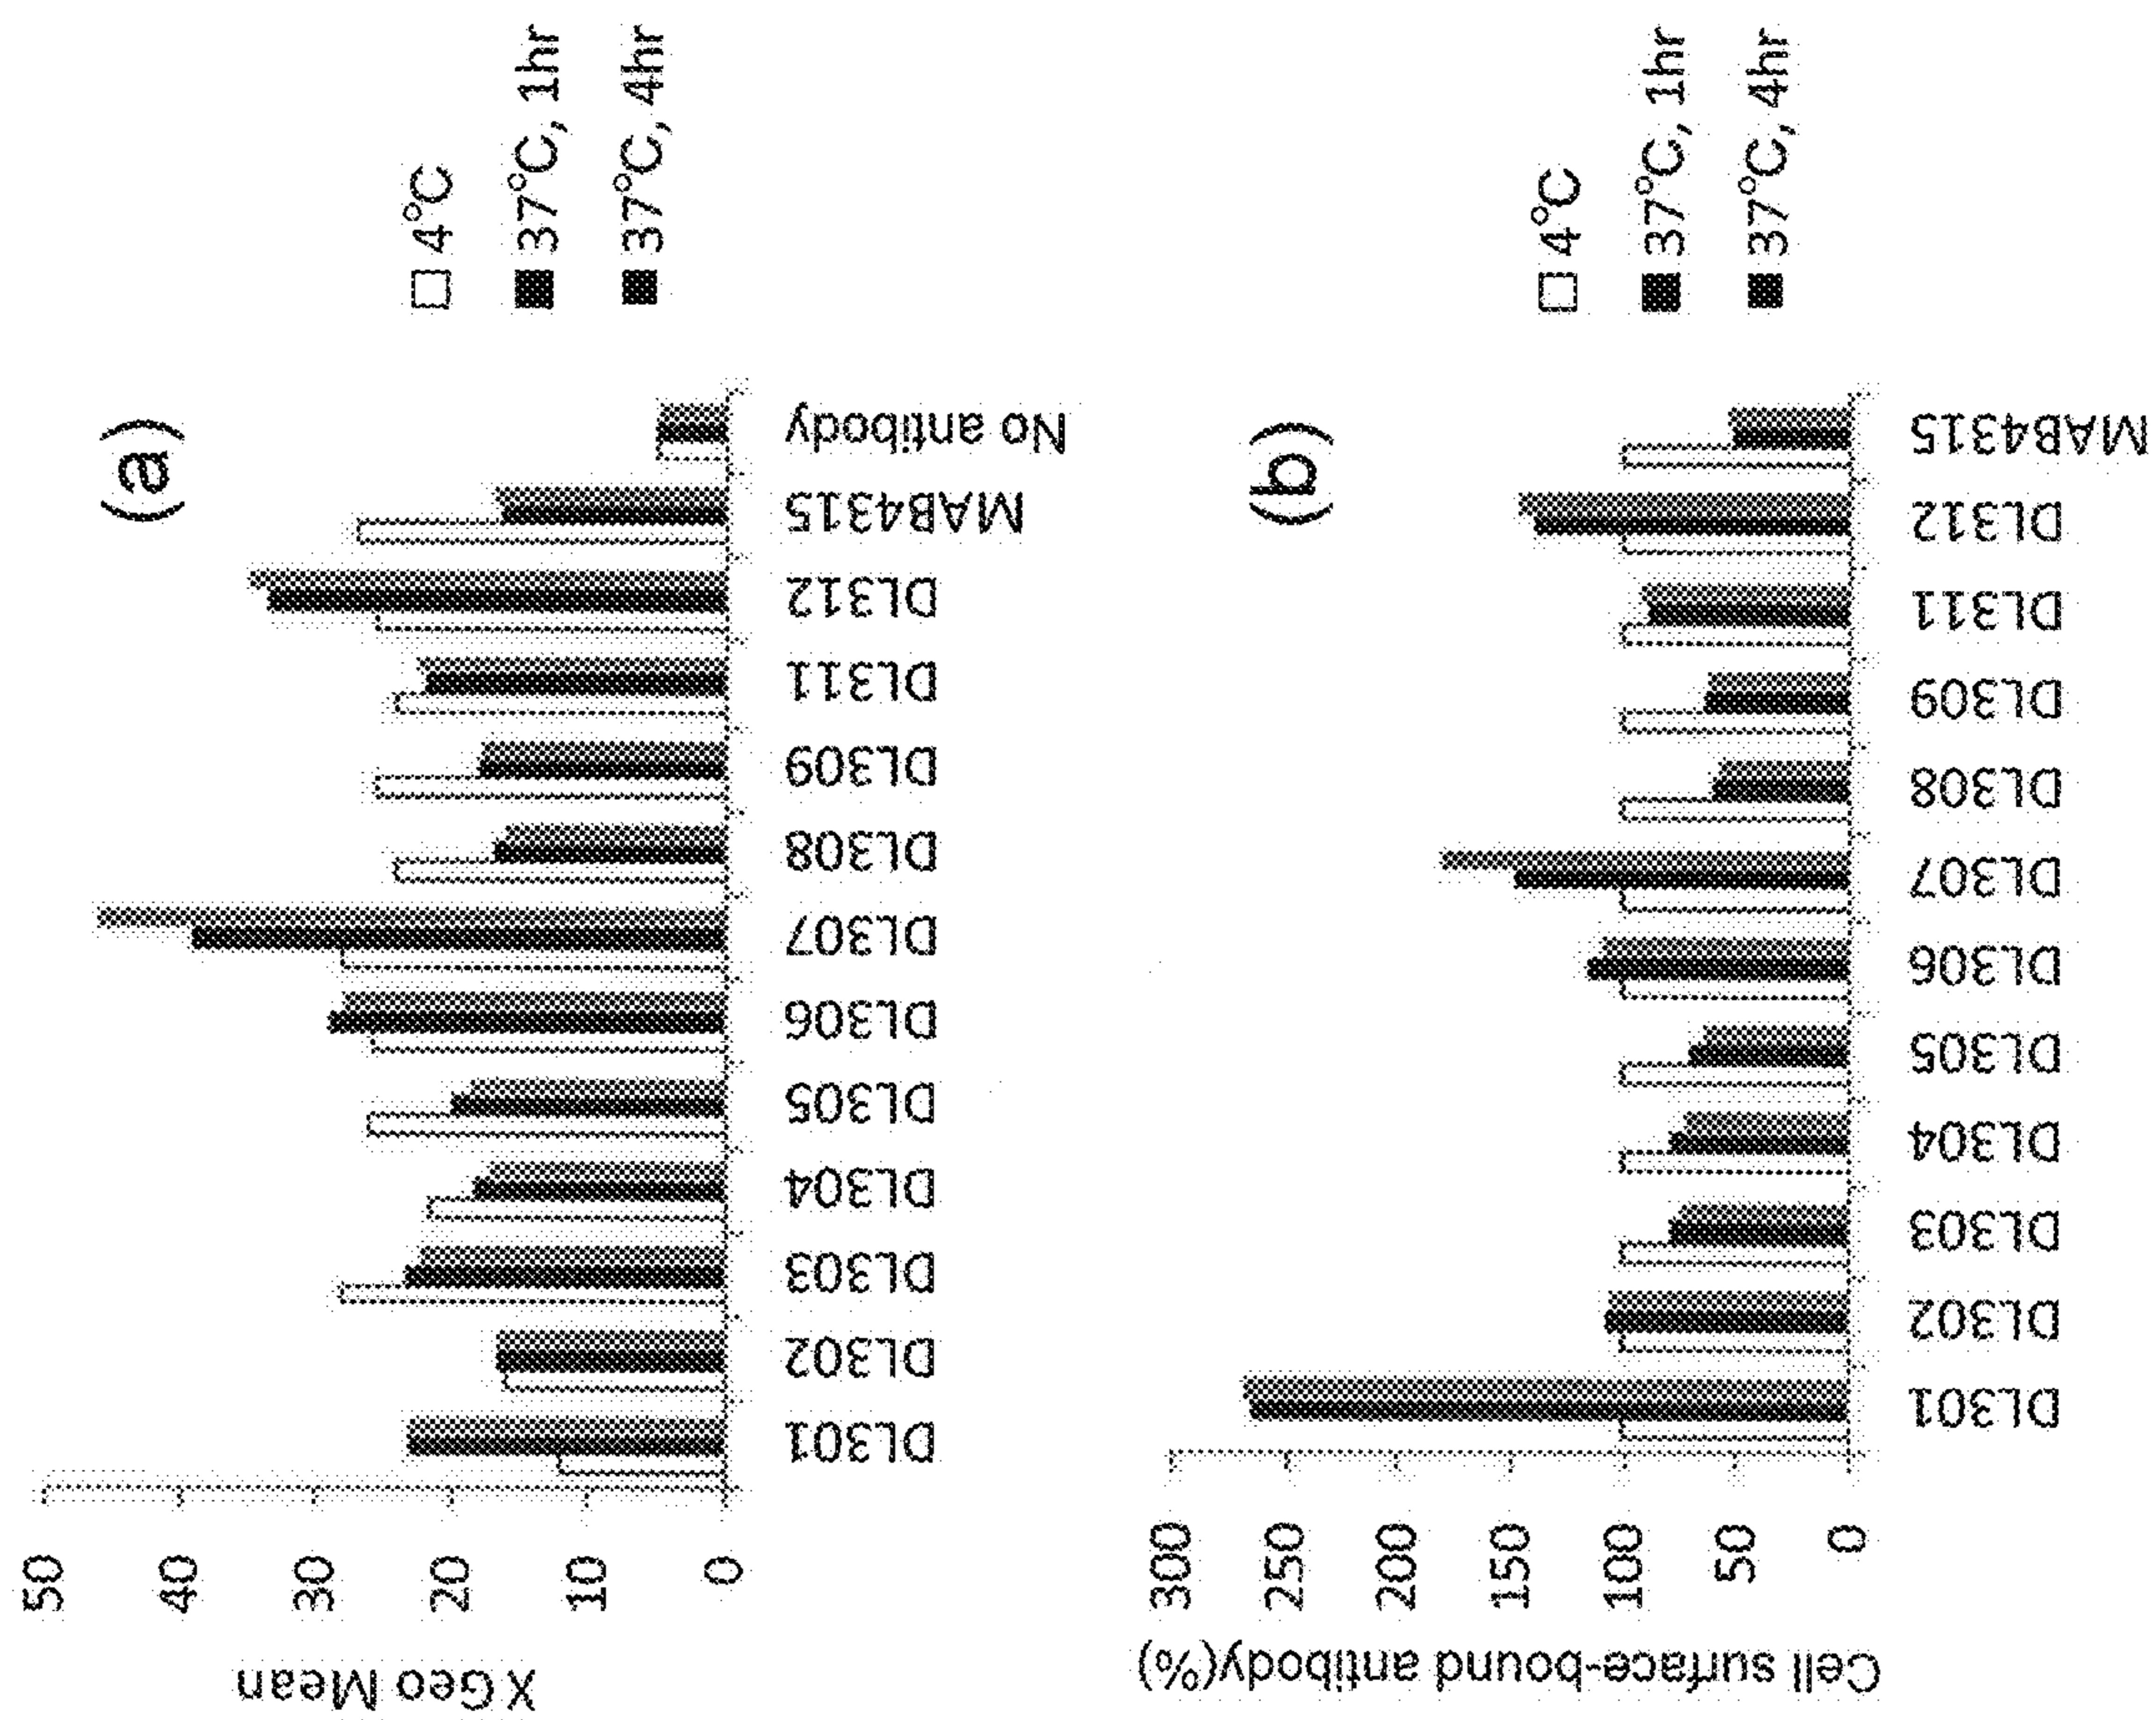 (a)
X Geo Mean
50
40
30
20
10
0
DL301
DL302
DL303
DL304
DL305
DL306
DL307
DL308
DL309
DL311
DL312
MAB4315
No antibody
4°C
37°C, 1hr
37°C, 4hr
(b)
Cell surface-bound antibody(%)
300
250
200
150
100
50
0
DL301
DL302
DL303
DL304
DL305
DL306
DL307
DL308
DL309
DL311
DL312
MAB4315
4°C
37°C, 1hr
37°C, 4hr